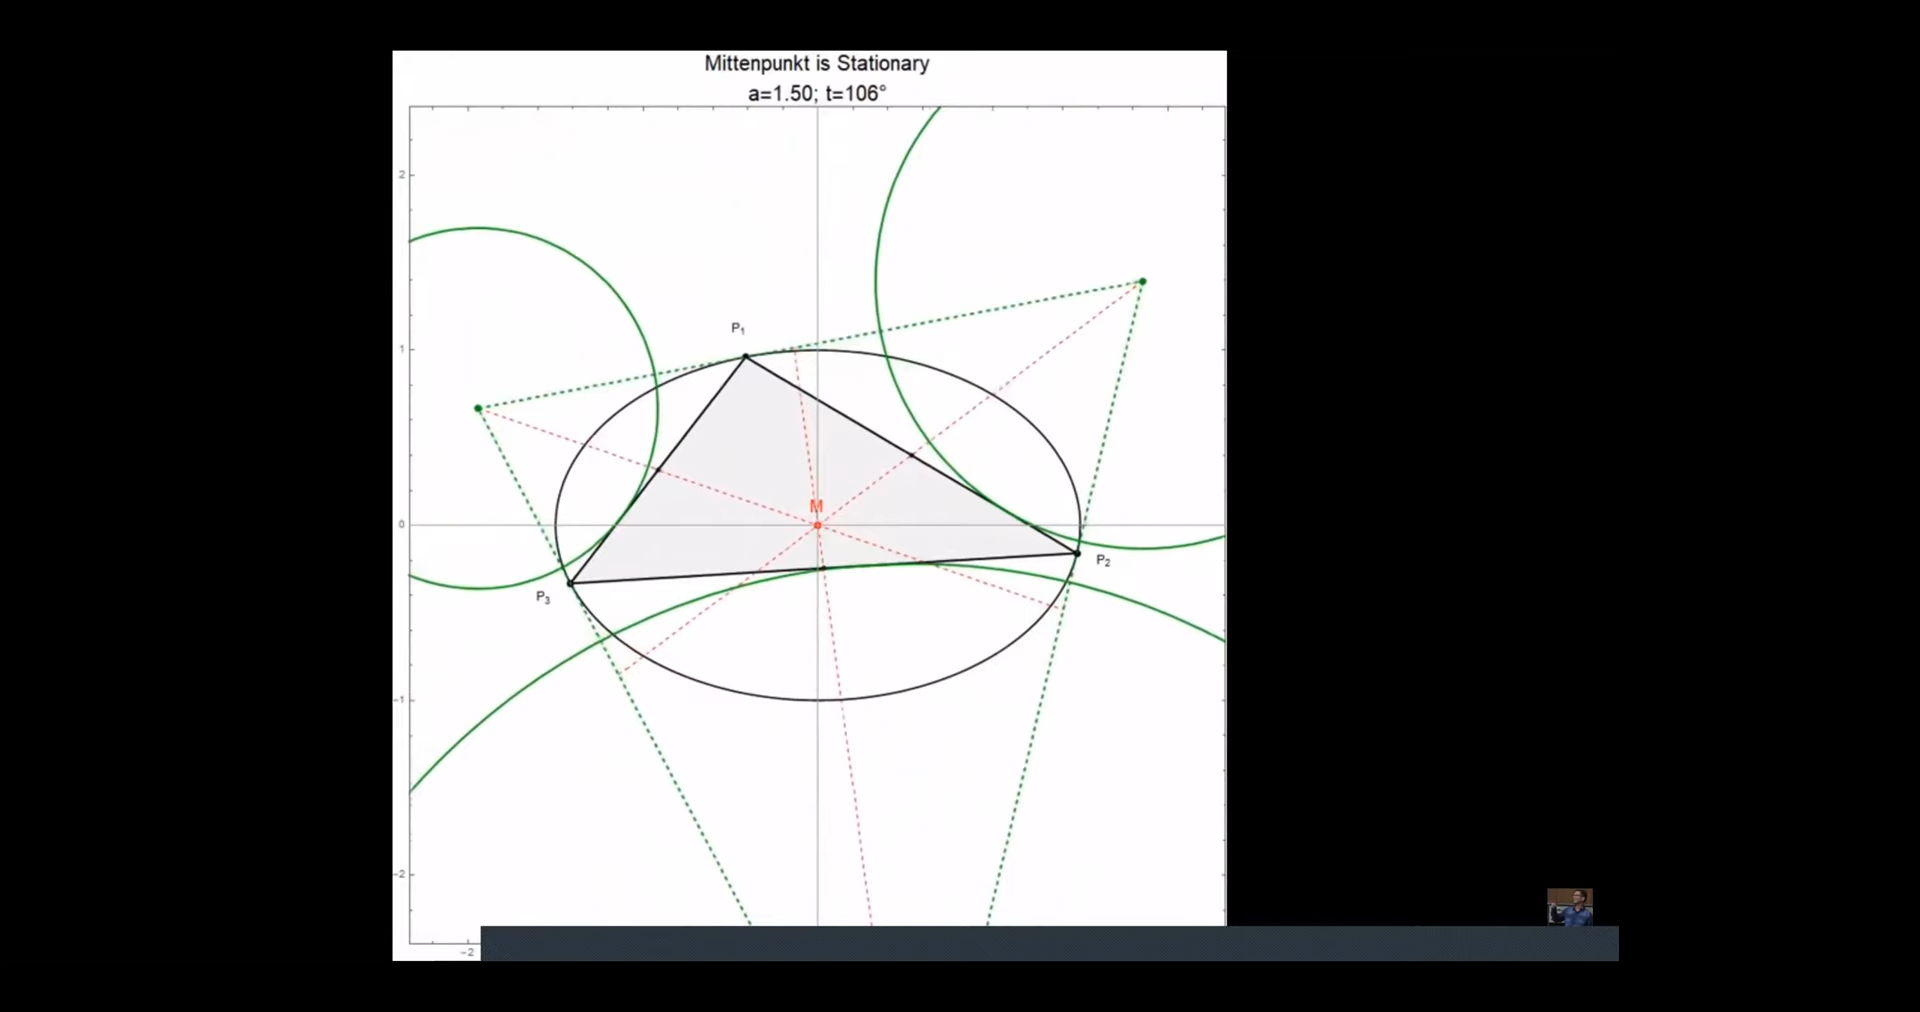 Mittenpunkt is Stationary
a=1.50; t=106°
2
P1
1
M
0
P2
P3
-1
-2
-2